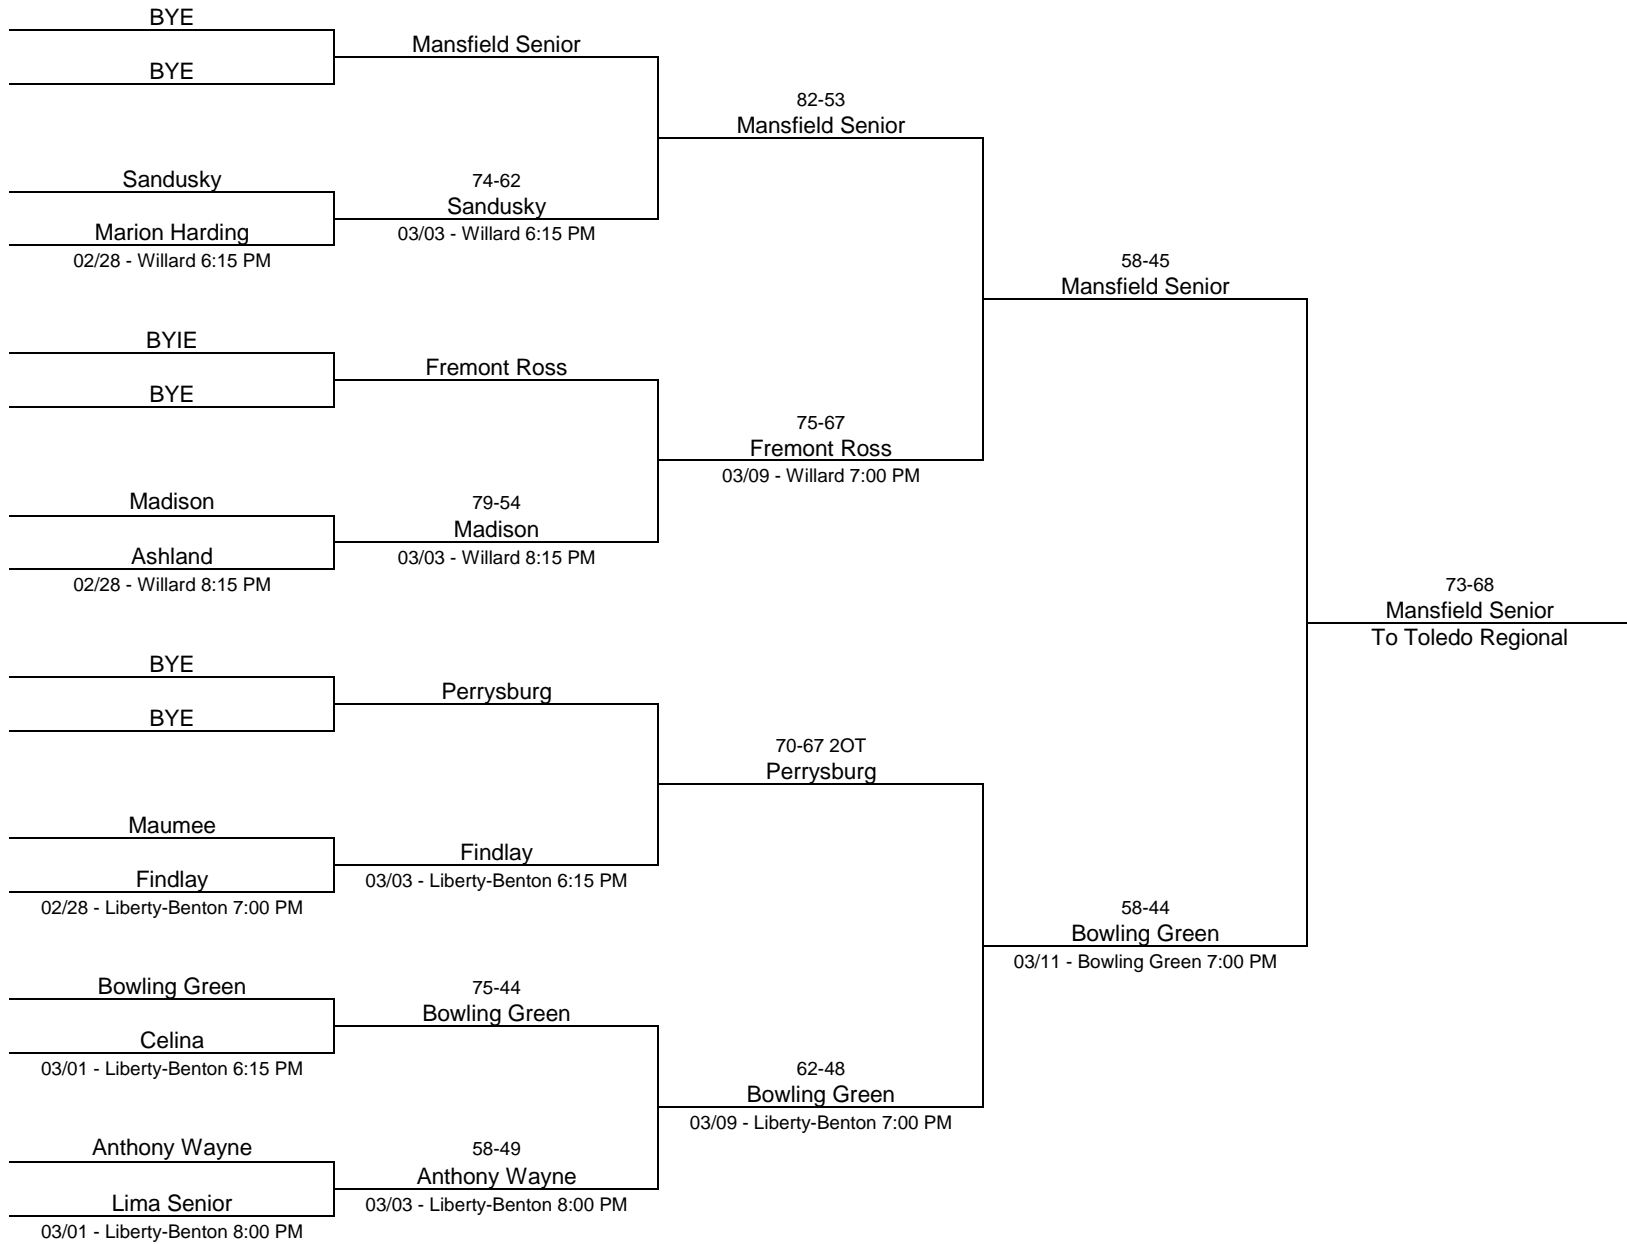 BYE
BYE
Mansfield Senior
82-53
Mansfield Senior
Sandusky
Marion Harding
02/28 - Willard 6:15 PM
74-62
Sandusky
03/03 - Willard 6:15 PM
58-45
Mansfield Senior
BYIE
BYE
Fremont Ross
75-67
Fremont Ross
03/09 - Willard 7:00 PM
Madison
Ashland
02/28 - Willard 8:15 PM
79-54
Madison
03/03 - Willard 8:15 PM
73-68
Mansfield Senior
To Toledo Regional
BYE
BYE
Perrysburg
70-67 2OT
Perrysburg
Maumee
Findlay
02/28 - Liberty-Benton 7:00 PM
Findlay
03/03 - Liberty-Benton 6:15 PM
58-44
Bowling Green
03/11 - Bowling Green 7:00 PM
Bowling Green
Celina
03/01 - Liberty-Benton 6:15 PM
75-44
Bowling Green
62-48
Bowling Green
03/09 - Liberty-Benton 7:00 PM
Anthony Wayne
Lima Senior
03/01 - Liberty-Benton 8:00 PM
58-49
Anthony Wayne
03/03 - Liberty-Benton 8:00 PM